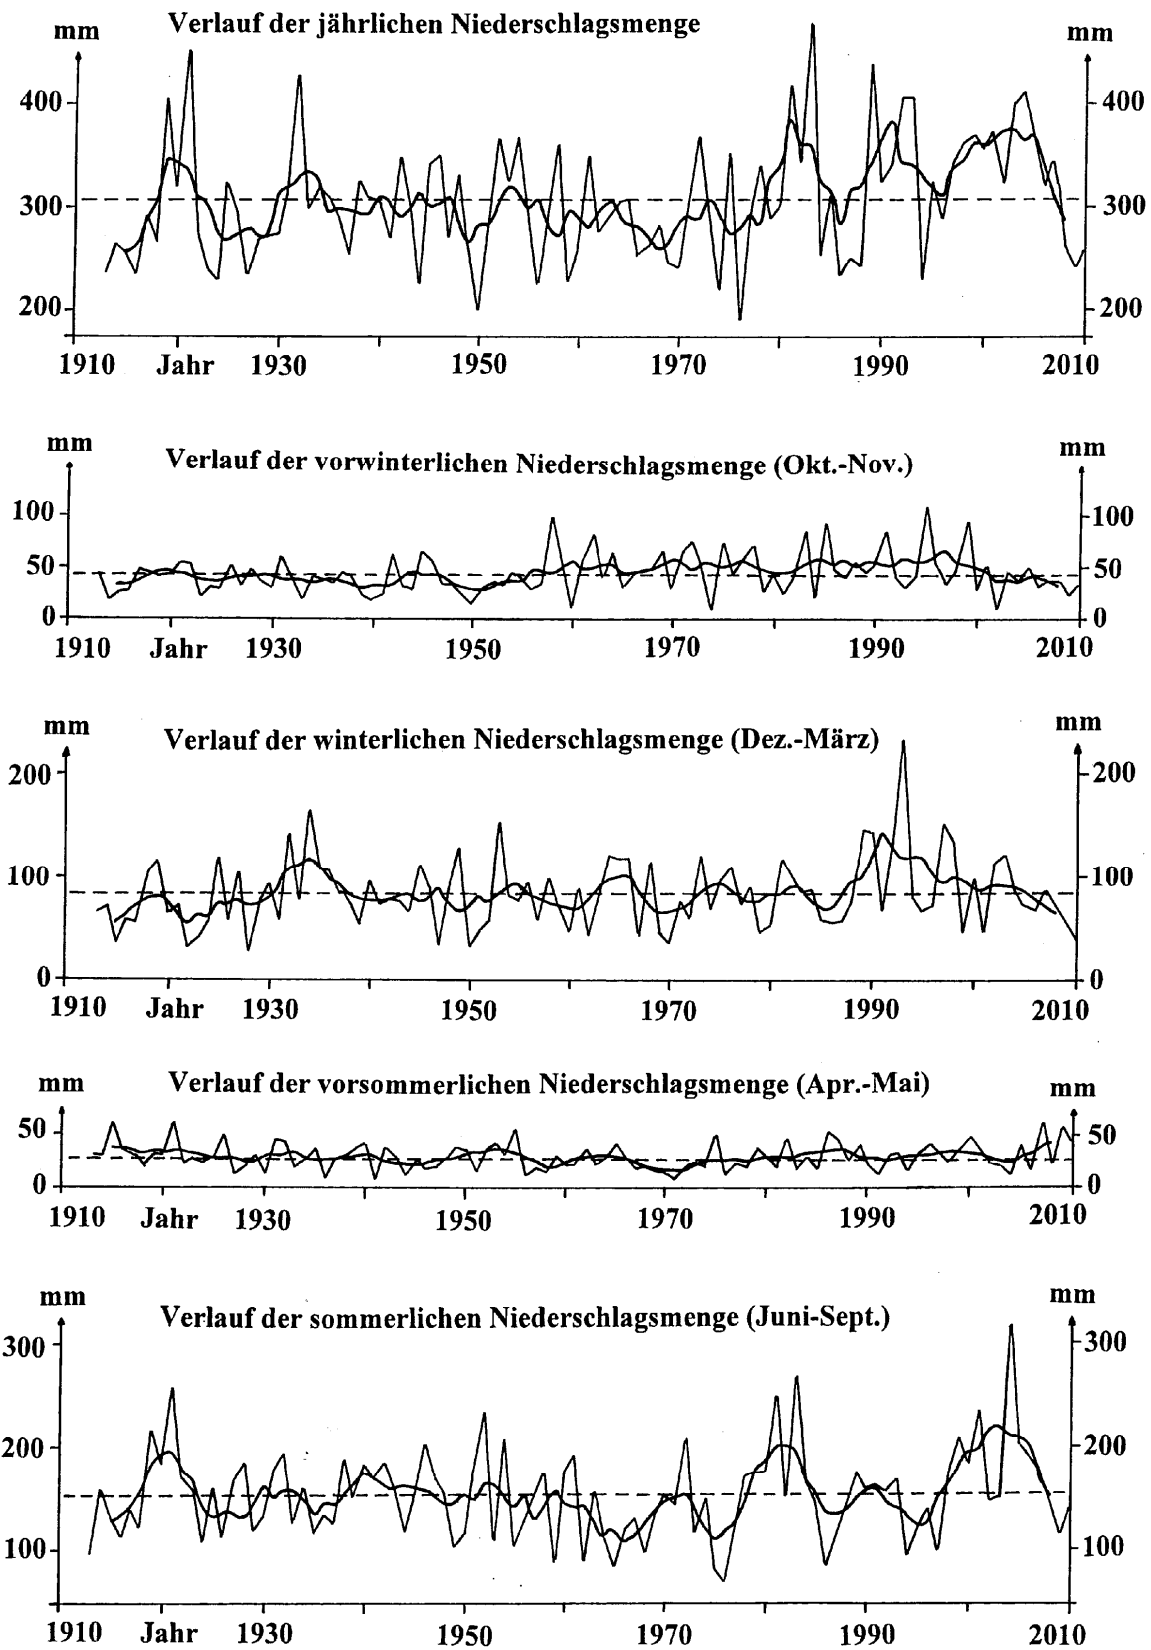 Verlauf der jährlichen Niederschlagsmenge
mm mm
400 400
300 300
200 200
1910 Jahr 1930 1950 1970 1990 2010
mm mm
Verlauf der vorwinterlichen Niederschlagsmenge (Okt.-Nov.)
100 100
50 50
0 0
1910 Jahr 1930 1950 1970 1990 2010
mm mm
Verlauf der winterlichen Niederschlagsmenge (Dez.-März)
200 200
100 100
0 0
1910 Jahr 1930 1950 1970 1990 2010
mm mm
Verlauf der vorsommerlichen Niederschlagsmenge (Apr.-Mai)
50 50
0 0
1910 Jahr 1930 1950 1970 1990 2010
mm mm
Verlauf der sommerlichen Niederschlagsmenge (Juni-Sept.)
300 300
200 200
100 100
1910 Jahr 1930 1950 1970 1990 2010